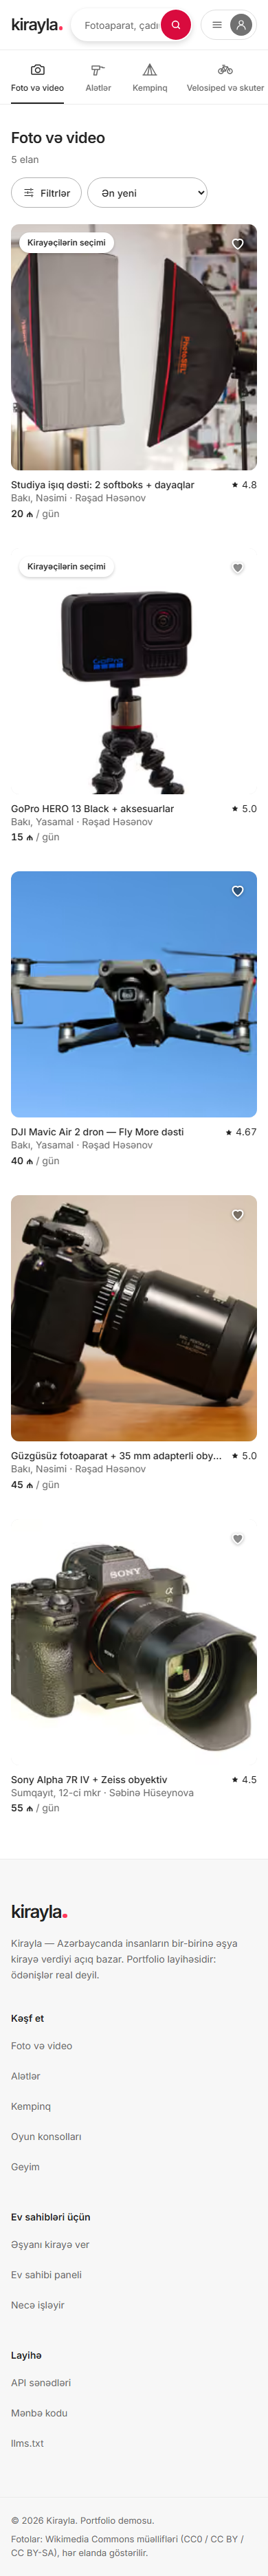 kirayla.
Fotoaparat, çadı
Foto və video
Alətlər
Kempinq
Velosiped və skuter
Foto və video
5 elan
Filtrlər
Ən yeni
Kirayəçilərin seçimi
PHOTAREX
Studiya işıq dəsti: 2 softboks + dayaqlar
★ 4.8
Bakı, Nəsimi · Rəşad Həsənov
20 ₼ / gün
Kirayəçilərin seçimi
GoPro
GoPro HERO 13 Black + aksesuarlar
★ 5.0
Bakı, Yasamal · Rəşad Həsənov
15 ₼ / gün
DJI Mavic Air 2 dron — Fly More dəsti
★ 4.67
Bakı, Yasamal · Rəşad Həsənov
40 ₼ / gün
Güzgüsüz fotoaparat + 35 mm adapterli oby...
★ 5.0
Bakı, Nəsimi · Rəşad Həsənov
45 ₼ / gün
SONY
Sony Alpha 7R IV + Zeiss obyektiv
★ 4.5
Sumqayıt, 12-ci mkr · Səbinə Hüseynova
55 ₼ / gün
kirayla.
Kirayla — Azərbaycanda insanların bir-birinə əşya
kirayə verdiyi açıq bazar. Portfolio layihəsidir:
ödənişlər real deyil.
Kəşf et
Foto və video
Alətlər
Kempinq
Oyun konsolları
Geyim
Ev sahibləri üçün
Əşyanı kirayə ver
Ev sahibi paneli
Necə işləyir
Layihə
API sənədləri
Mənbə kodu
llms.txt
© 2026 Kirayla. Portfolio demosu.
Fotolar: Wikimedia Commons müəllifləri (CC0 / CC BY /
CC BY-SA), hər elanda göstərilir.